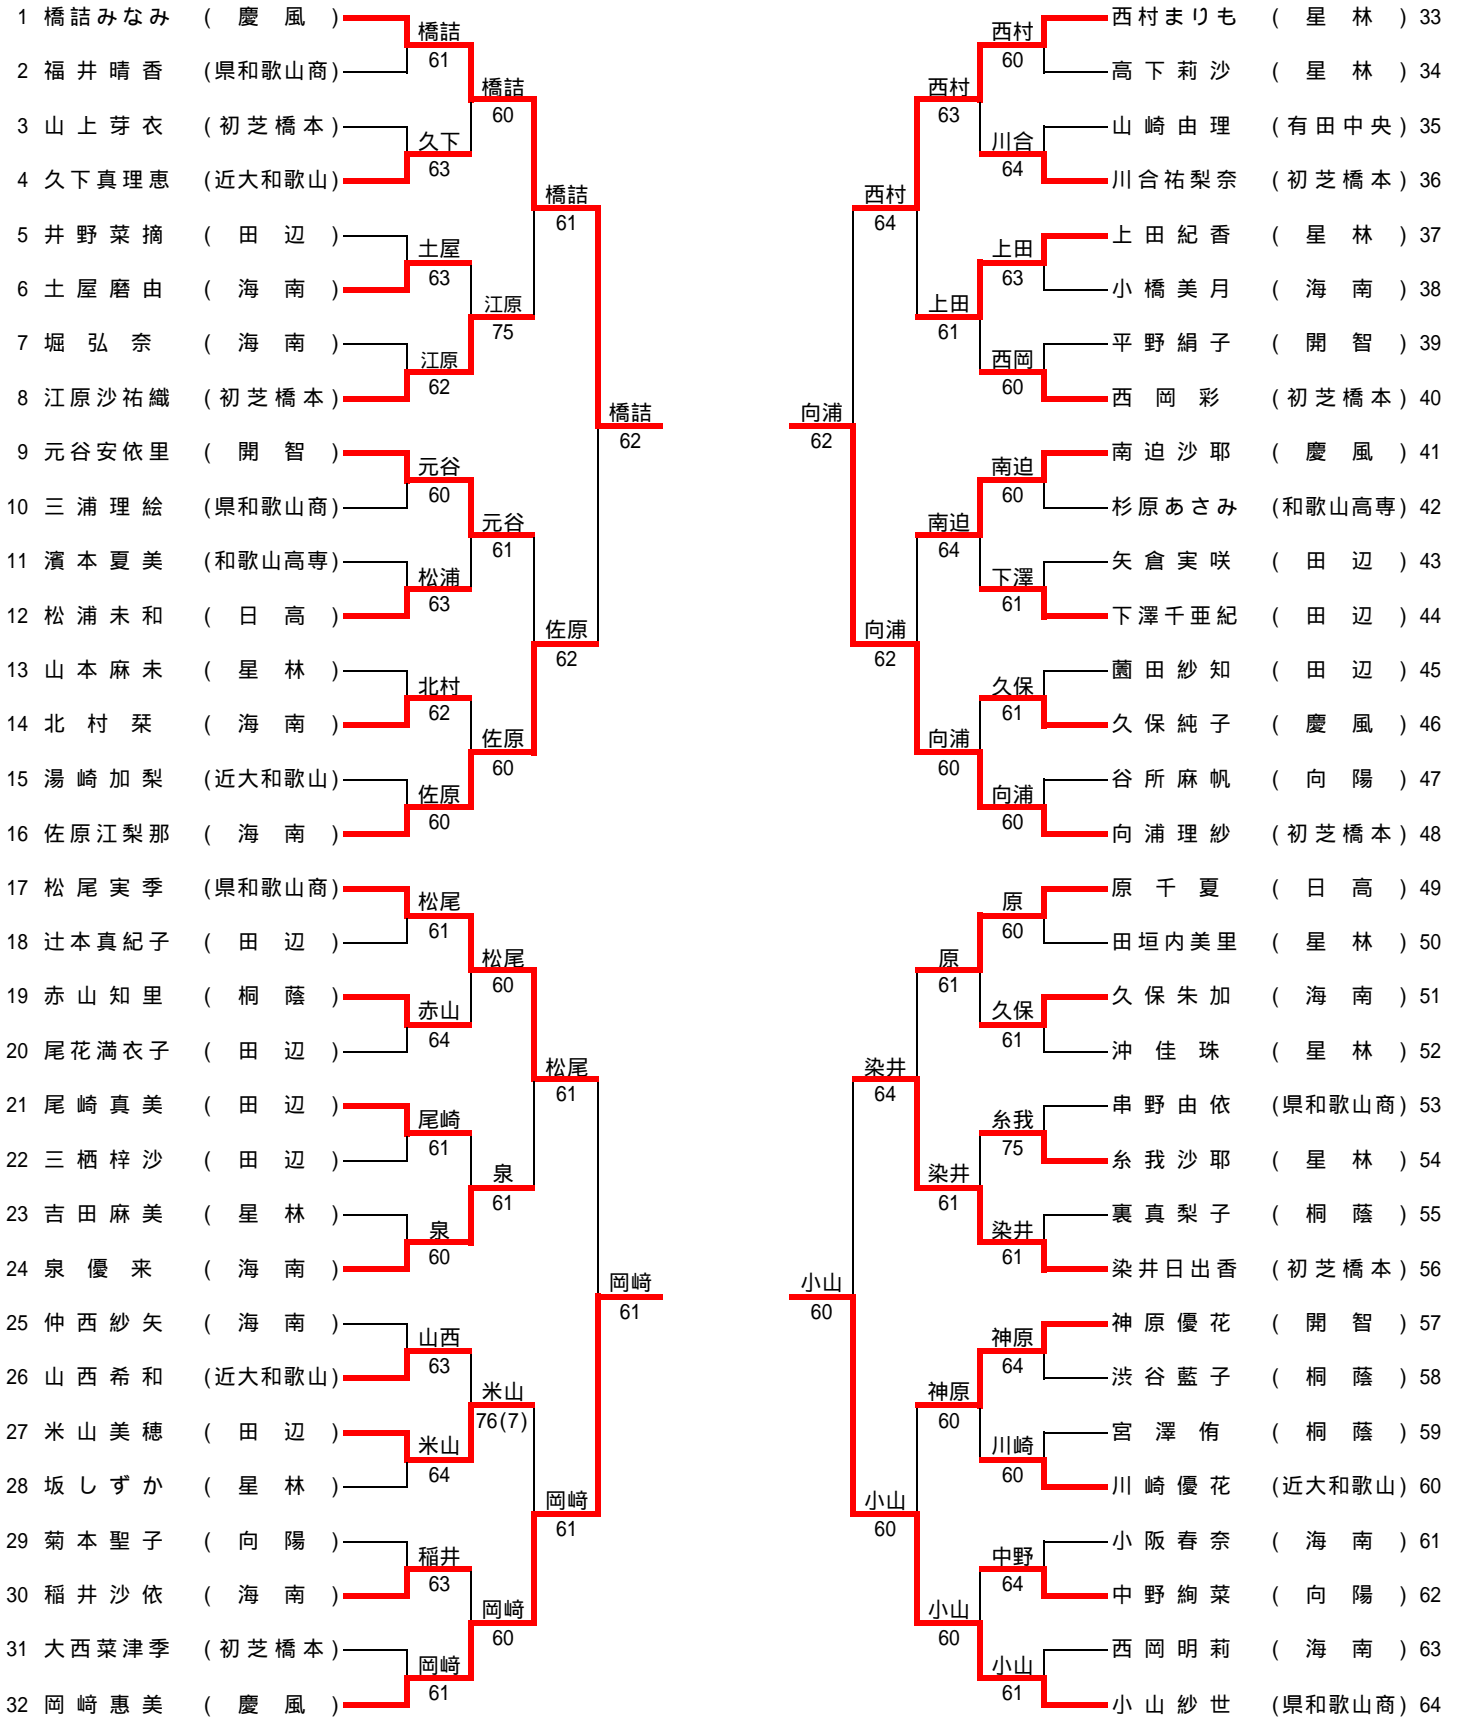 1 橋詰みなみ ( 慶 風 )
2 福井晴香 (県和歌山商)
3 山上芽衣 (初芝橋本)
4 久下真理恵 (近大和歌山)
5 井野菜摘 ( 田 辺 )
6 土屋磨由 ( 海 南 )
7 堀弘奈 ( 海 南 )
8 江原沙祐織 (初芝橋本)
9 元谷安依里 ( 開 智 )
10 三浦理絵 (県和歌山商)
11 濱本夏美 (和歌山高専)
12 松浦未和 ( 日 高 )
13 山本麻未 ( 星 林 )
14 北村栞 ( 海 南 )
15 湯崎加梨 (近大和歌山)
16 佐原江梨那 ( 海 南 )
17 松尾実季 (県和歌山商)
18 辻本真紀子 ( 田 辺 )
19 赤山知里 ( 桐 蔭 )
20 尾花満衣子 ( 田 辺 )
21 尾崎真美 ( 田 辺 )
22 三栖梓沙 ( 田 辺 )
23 吉田麻美 ( 星 林 )
24 泉優来 ( 海 南 )
25 仲西紗矢 ( 海 南 )
26 山西希和 (近大和歌山)
27 米山美穂 ( 田 辺 )
28 坂しずか ( 星 林 )
29 菊本聖子 ( 向 陽 )
30 稲井沙依 ( 海 南 )
31 大西菜津季 (初芝橋本)
32 岡﨑惠美 ( 慶 風 )
橋詰
61
久下
63
土屋
63
江原
62
元谷
60
松浦
63
北村
62
佐原
60
松尾
61
赤山
64
尾崎
61
泉
60
山西
63
米山
64
稲井
63
岡﨑
61
橋詰
60
江原
75
元谷
61
佐原
60
松尾
60
泉
61
米山
76(7)
岡﨑
60
橋詰
61
佐原
62
松尾
61
岡﨑
61
橋詰
62
岡﨑
61
向浦
62
小山
60
西村
64
向浦
62
染井
64
小山
60
西村
63
上田
61
南迫
64
向浦
60
原
61
染井
61
神原
60
小山
60
西村
60
川合
64
上田
63
西岡
60
南迫
60
下澤
61
久保
61
向浦
60
原
60
久保
61
糸我
75
染井
61
神原
64
川崎
60
中野
64
小山
61
西村まりも ( 星 林 ) 33
高下莉沙 ( 星 林 ) 34
山崎由理 (有田中央) 35
川合祐梨奈 (初芝橋本) 36
上田紀香 ( 星 林 ) 37
小橋美月 ( 海 南 ) 38
平野絹子 ( 開 智 ) 39
西岡彩 (初芝橋本) 40
南迫沙耶 ( 慶 風 ) 41
杉原あさみ (和歌山高専) 42
矢倉実咲 ( 田 辺 ) 43
下澤千亜紀 ( 田 辺 ) 44
薗田紗知 ( 田 辺 ) 45
久保純子 ( 慶 風 ) 46
谷所麻帆 ( 向 陽 ) 47
向浦理紗 (初芝橋本) 48
原千夏 ( 日 高 ) 49
田垣内美里 ( 星 林 ) 50
久保朱加 ( 海 南 ) 51
沖佳珠 ( 星 林 ) 52
串野由依 (県和歌山商) 53
糸我沙耶 ( 星 林 ) 54
裏真梨子 ( 桐 蔭 ) 55
染井日出香 (初芝橋本) 56
神原優花 ( 開 智 ) 57
渋谷藍子 ( 桐 蔭 ) 58
宮澤侑 ( 桐 蔭 ) 59
川崎優花 (近大和歌山) 60
小阪春奈 ( 海 南 ) 61
中野絢菜 ( 向 陽 ) 62
西岡明莉 ( 海 南 ) 63
小山紗世 (県和歌山商) 64